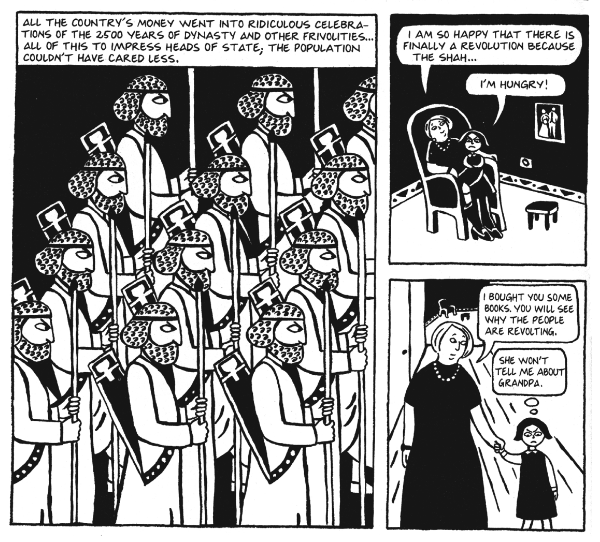 ALL THE COUNTRY'S MONEY WENT INTO RIDICULOUS CELEBRA-
TIONS OF THE 2500 YEARS OF DYNASTY AND OTHER FRIVOLITIES...
ALL OF THIS TO IMPRESS HEADS OF STATE; THE POPULATION
COULDN'T HAVE CARED LESS.
I AM SO HAPPY THAT THERE IS
FINALLY A REVOLUTION BECAUSE
THE SHAH...
I'M HUNGRY!
I BOUGHT YOU SOME
BOOKS. YOU WILL SEE
WHY THE PEOPLE
ARE REVOLTING.
SHE WON'T
TELL ME ABOUT
GRANDPA.